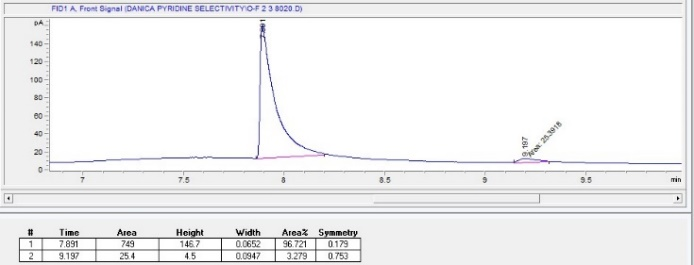 FID1 A, Front Signal (DANICA PYRIDINE SELECTIVITY\O-F 2 3 8020.D)
pA
140
120
100
80
60
40
20
0
7.891
9.197
Area: 25.3918
7 7.5 8 8.5 9 9.5 min
# Time Area Height Width Area% Symmetry
1 7.891 749 146.7 0.0652 96.721 0.179
2 9.197 25.4 4.5 0.0947 3.279 0.753